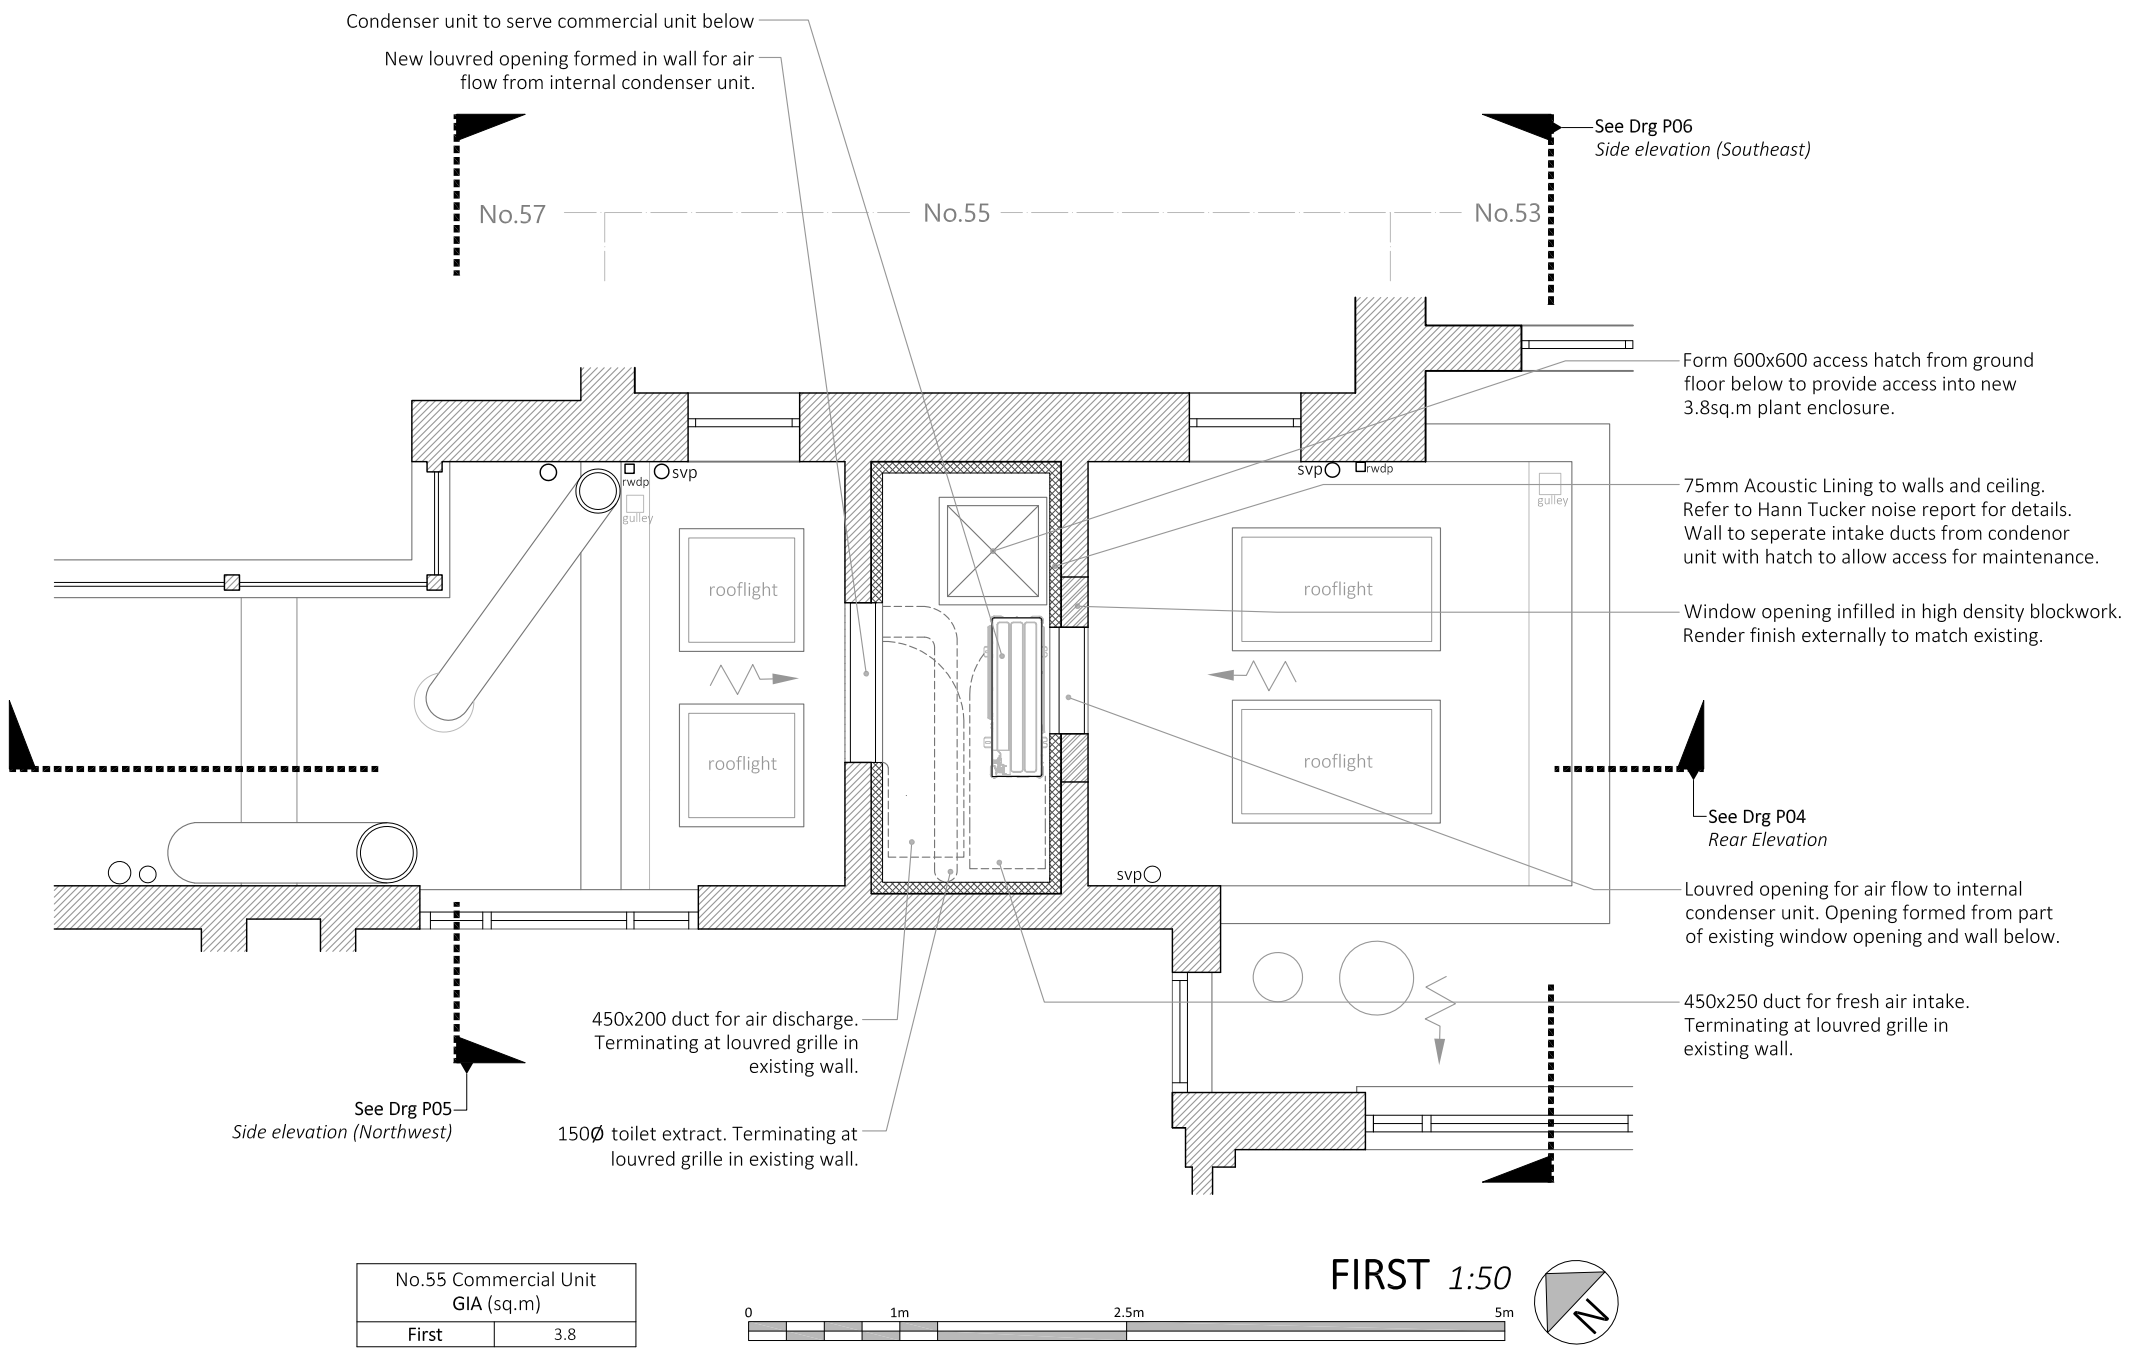 Condenser unit to serve commercial unit below
New louvred opening formed in wall for air
flow from internal condenser unit.
See Drg P06
Side elevation (Southeast)
No.57
No.55
No.53
Form 600x600 access hatch from ground
floor below to provide access into new
3.8sq.m plant enclosure.
svp
rwdp
gulley
svp
rwdp
gulley
75mm Acoustic Lining to walls and ceiling.
Refer to Hann Tucker noise report for details.
Wall to seperate intake ducts from condenor
unit with hatch to allow access for maintenance.
rooflight
rooflight
Window opening infilled in high density blockwork.
Render finish externally to match existing.
rooflight
rooflight
See Drg P04
Rear Elevation
svp
Louvred opening for air flow to internal
condenser unit. Opening formed from part
of existing window opening and wall below.
450x200 duct for air discharge.
Terminating at louvred grille in
existing wall.
450x250 duct for fresh air intake.
Terminating at louvred grille in
existing wall.
See Drg P05
Side elevation (Northwest)
150Ø toilet extract. Terminating at
louvred grille in existing wall.
No.55 Commercial Unit
GIA (sq.m)
First 3.8
FIRST 1:50
0 1m 2.5m 5m
N